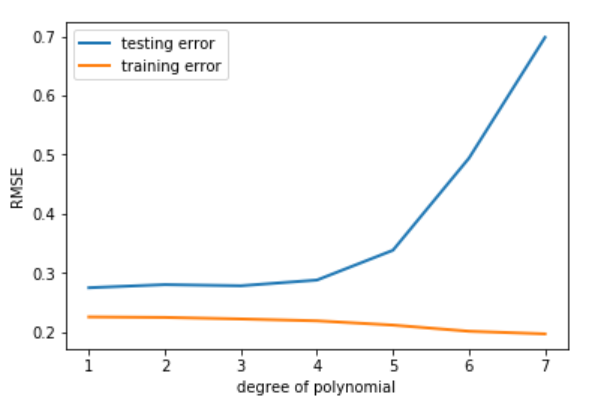 0.7
0.6
0.5
0.4
0.3
0.2
RMSE
testing error
training error
1 2 3 4 5 6 7
degree of polynomial